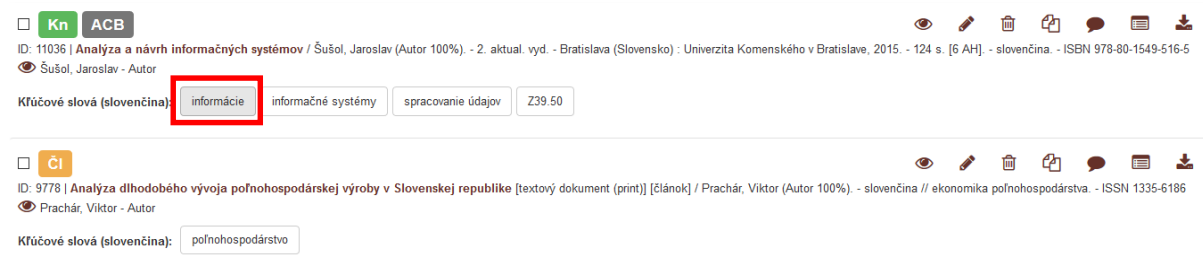 Kn ACB
ID: 11036 | Analýza a návrh informačných systémov / Šušol, Jaroslav (Autor 100%). - 2. aktual. vyd. - Bratislava (Slovensko) : Univerzita Komenského v Bratislave, 2015. - 124 s. [6 AH]. - slovenčina. - ISBN 978-80-1549-516-5
Šušol, Jaroslav - Autor
Kľúčové slová (slovenčina): informácie informačné systémy spracovanie údajov Z39.50
Čl
ID: 9778 | Analýza dlhodobého vývoja poľnohospodárskej výroby v Slovenskej republike [textový dokument (print)] [článok] / Prachár, Viktor (Autor 100%). - slovenčina // ekonomika poľnohospodárstva. - ISSN 1335-6186
Prachár, Viktor - Autor
Kľúčové slová (slovenčina): poľnohospodárstvo